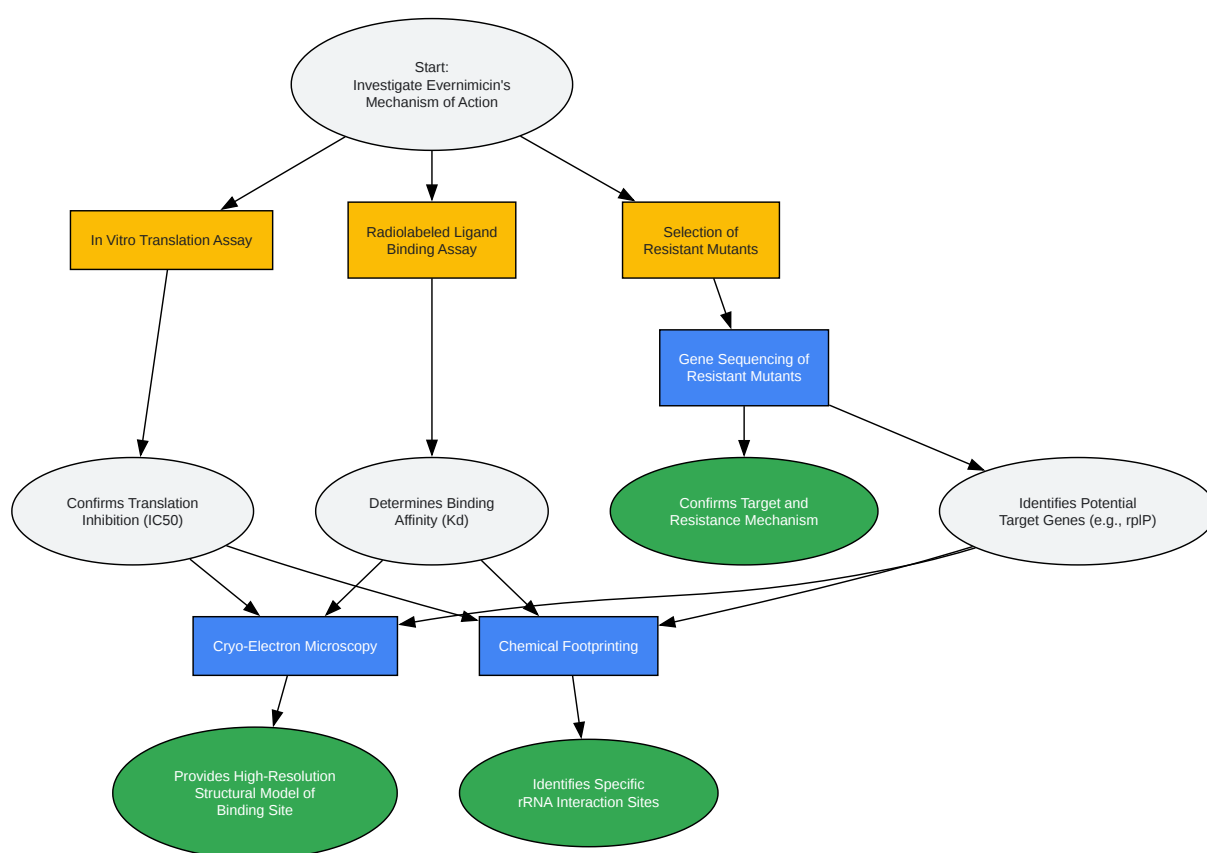 Start:
Investigate Evernimicin's
Mechanism of Action
In Vitro Translation Assay
Radiolabeled Ligand
Binding Assay
Selection of
Resistant Mutants
Gene Sequencing of
Resistant Mutants
Confirms Translation
Inhibition (IC50)
Determines Binding
Affinity (Kd)
Confirms Target and
Resistance Mechanism
Identifies Potential
Target Genes (e.g., rplP)
Cryo-Electron Microscopy
Chemical Footprinting
Provides High-Resolution
Structural Model of
Binding Site
Identifies Specific
rRNA Interaction Sites